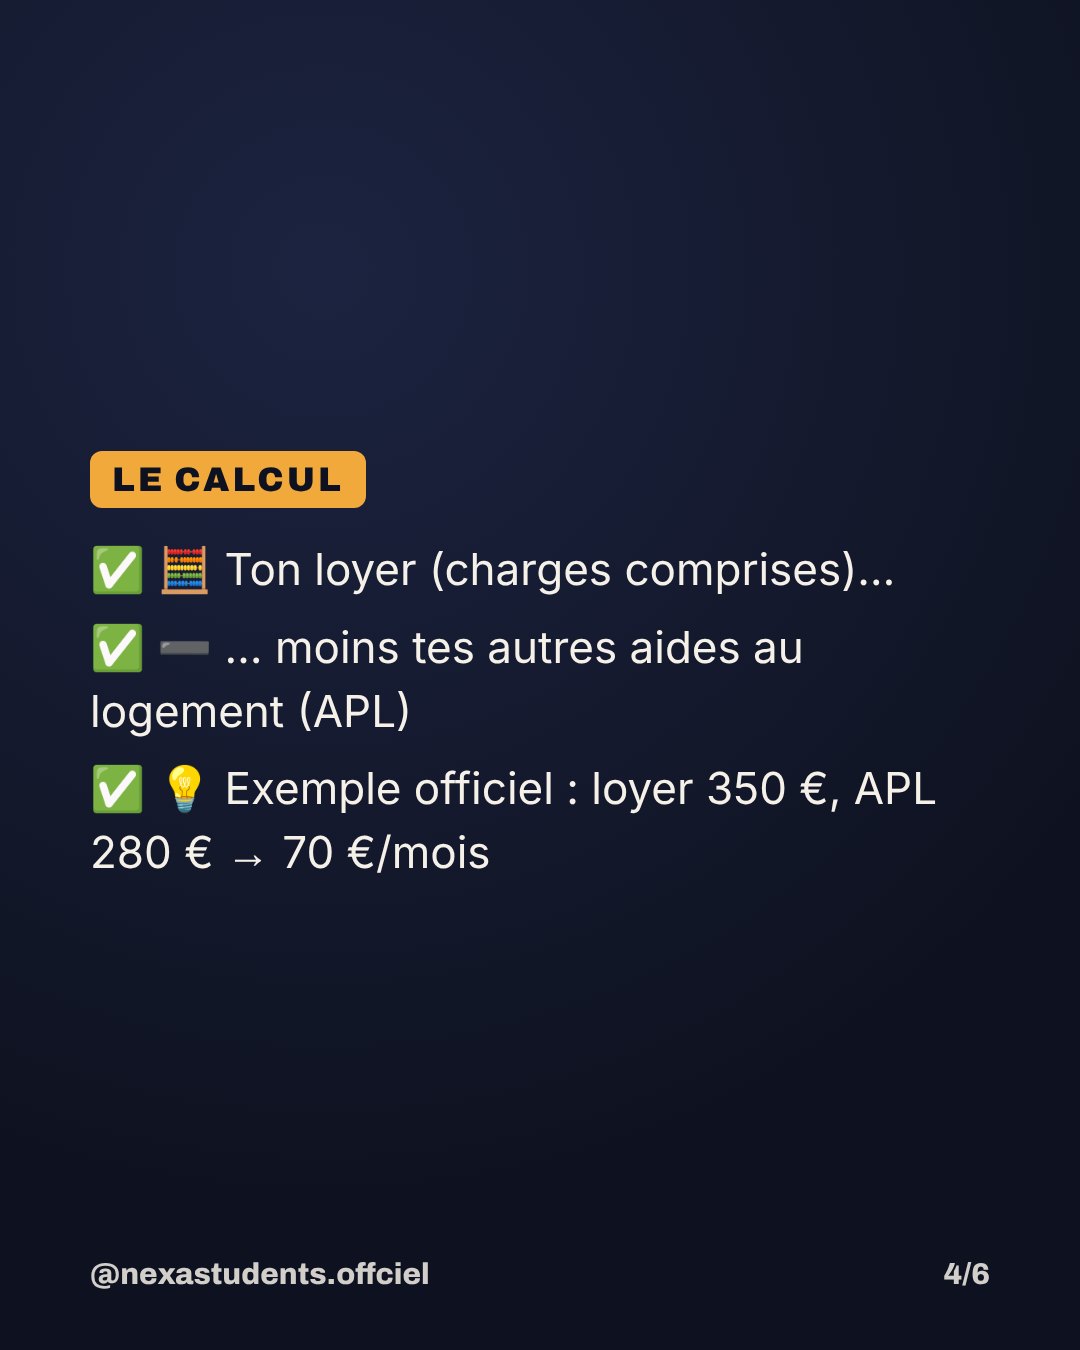 LE CALCUL
✅ 🧮 Ton loyer (charges comprises)...
✅ ➖ ... moins tes autres aides au
logement (APL)
✅ 💡 Exemple officiel : loyer 350 €, APL
280 € → 70 €/mois
@nexastudents.offciel
4/6